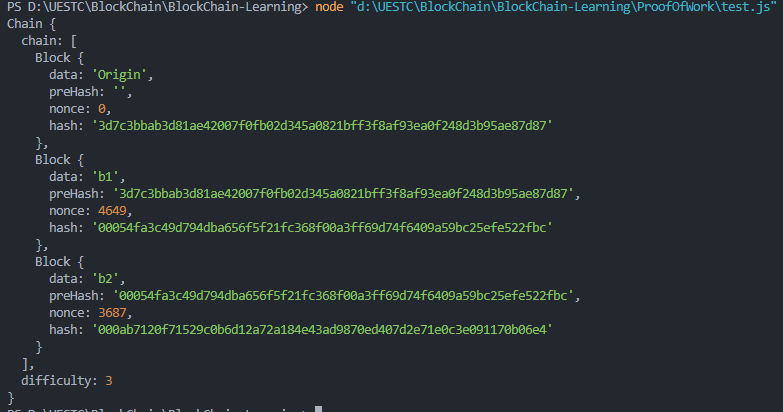 PS D:\UESTC\BlockChain\BlockChain-Learning> node "d:\UESTC\BlockChain\BlockChain-Learning\ProofOfWork\test.js"
Chain {
  chain: [
    Block {
      data: 'Origin',
      preHash: '',
      nonce: 0,
      hash: '3d7c3bbab3d81ae42007f0fb02d345a0821bff3f8af93ea0f248d3b95ae87d87'
    },
    Block {
      data: 'b1',
      preHash: '3d7c3bbab3d81ae42007f0fb02d345a0821bff3f8af93ea0f248d3b95ae87d87',
      nonce: 4649,
      hash: '00054fa3c49d794dba656f5f21fc368f00a3ff69d74f6409a59bc25efe522fbc'
    },
    Block {
      data: 'b2',
      preHash: '00054fa3c49d794dba656f5f21fc368f00a3ff69d74f6409a59bc25efe522fbc',
      nonce: 3687,
      hash: '000ab7120f71529c0b6d12a72a184e43ad9870ed407d2e71e0c3e091170b06e4'
    }
  ],
  difficulty: 3
}
PS D:\UESTC\BlockChain\BlockChain-Learning>